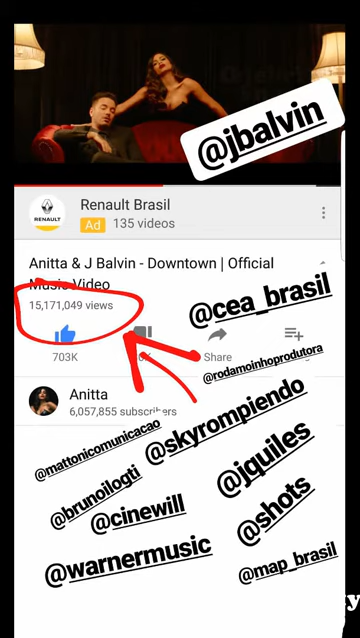 @jbalvin
Renault Brasil
RENAULT
Ad 135 videos
Anitta & J Balvin - Downtown | Official
Music Video
15,171,049 views
@cea_brasil
703K
Share
@rodamoinhoprodutora
Anitta
6,057,855 subscribers
@skyrompiendo
@mattonicomunicacao
@jquiles
@brunoilogti
@cinewill
@shots
@warnermusic
@map_brasil